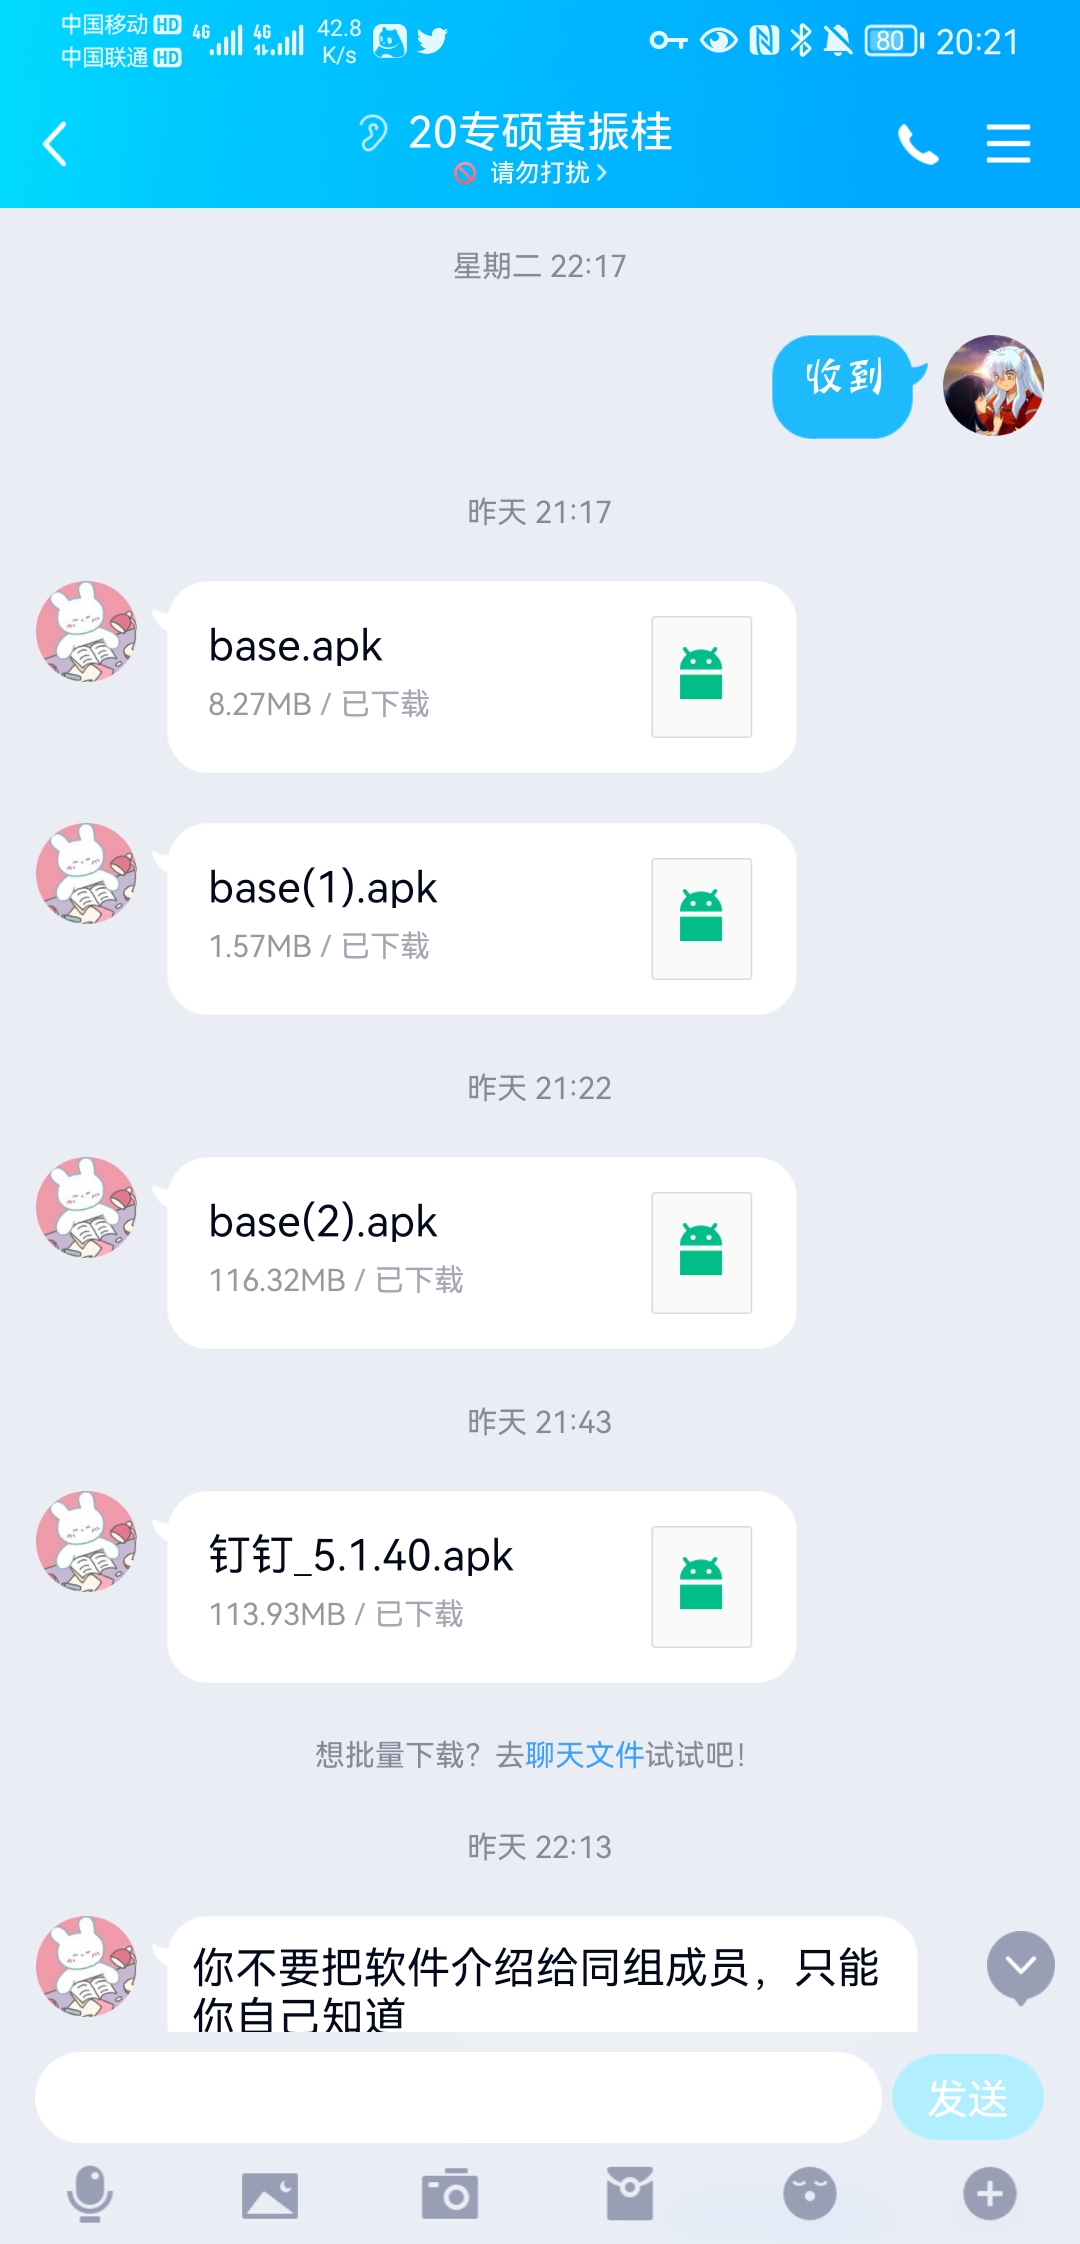 中国移动 HD 4G 4G 42.8 K/s 80 20:21
中国联通 HD
20专硕黄振桂
请勿打扰
星期二 22:17
收到
昨天 21:17
base.apk
8.27MB / 已下载
base(1).apk
1.57MB / 已下载
昨天 21:22
base(2).apk
116.32MB / 已下载
昨天 21:43
钉钉_5.1.40.apk
113.93MB / 已下载
想批量下载？去聊天文件试试吧！
昨天 22:13
你不要把软件介绍给同组成员，只能
你自己知道
发送